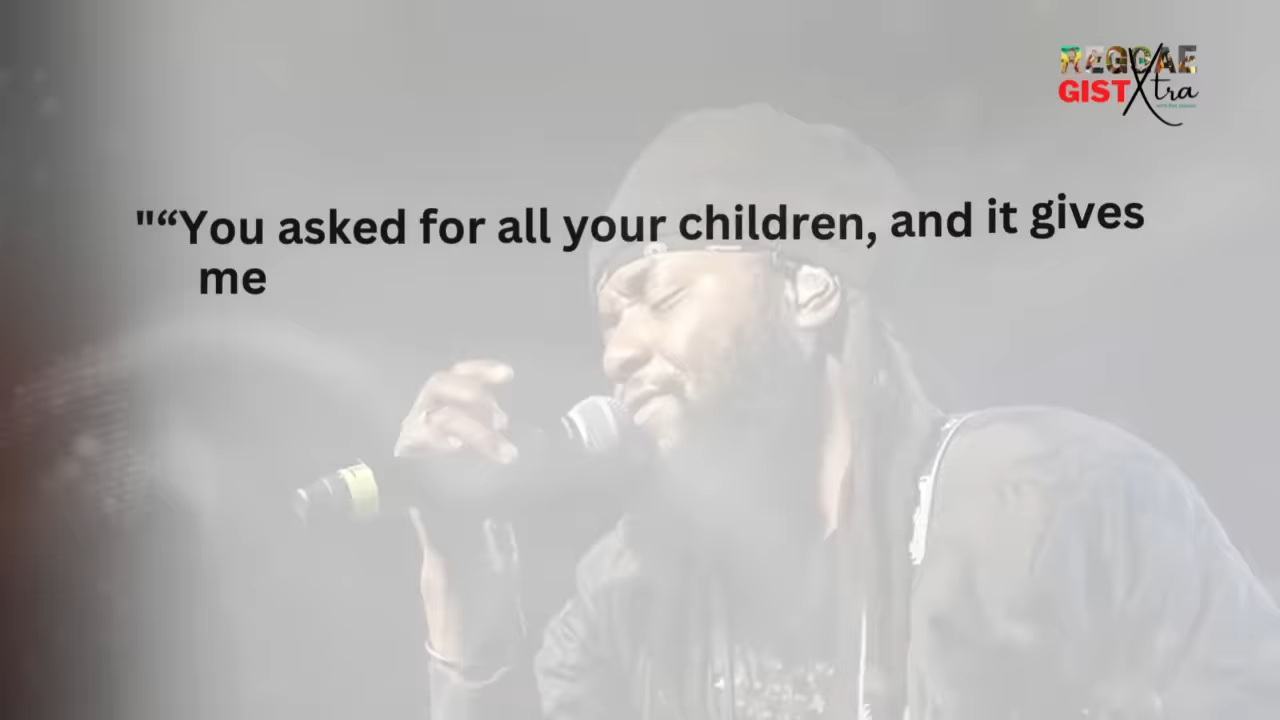 REGGAE
GISTXtra
"“You asked for all your children, and it gives
me